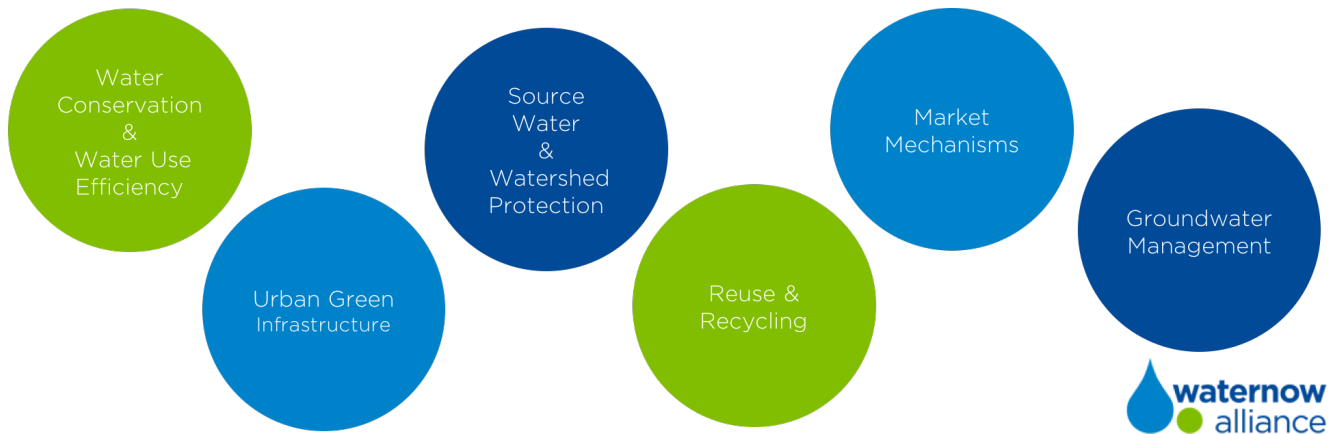 Water
Conservation
&
Water Use
Efficiency
Urban Green
Infrastructure
Source
Water
&
Watershed
Protection
Reuse &
Recycling
Market
Mechanisms
Groundwater
Management
waternow
alliance